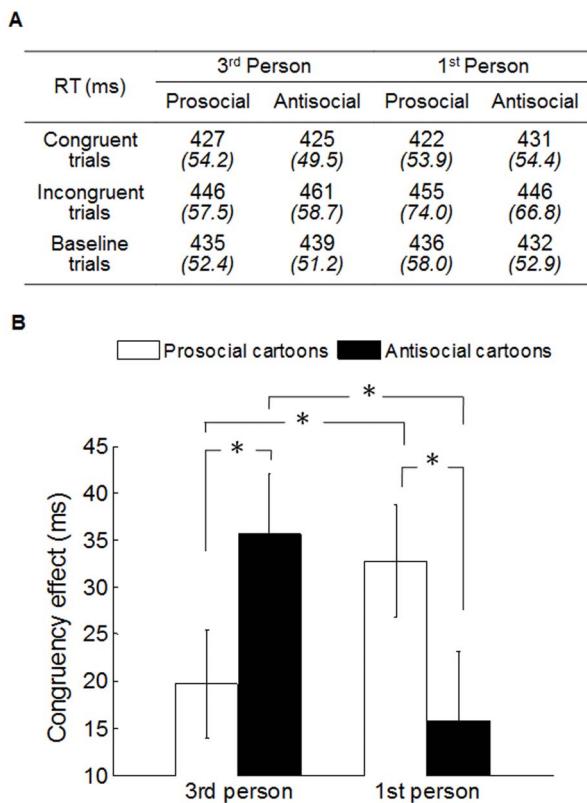 A
RT (ms)
3rd Person
1st Person
Prosocial Antisocial Prosocial Antisocial
Congruent trials 427 425 422 431
(54.2) (49.5) (53.9) (54.4)
Incongruent trials 446 461 455 446
(57.5) (58.7) (74.0) (66.8)
Baseline trials 435 439 436 432
(52.4) (51.2) (58.0) (52.9)
B
Prosocial cartoons Antisocial cartoons
*
*
* *
Congruency effect (ms)
45
40
35
30
25
20
15
10
3rd person 1st person